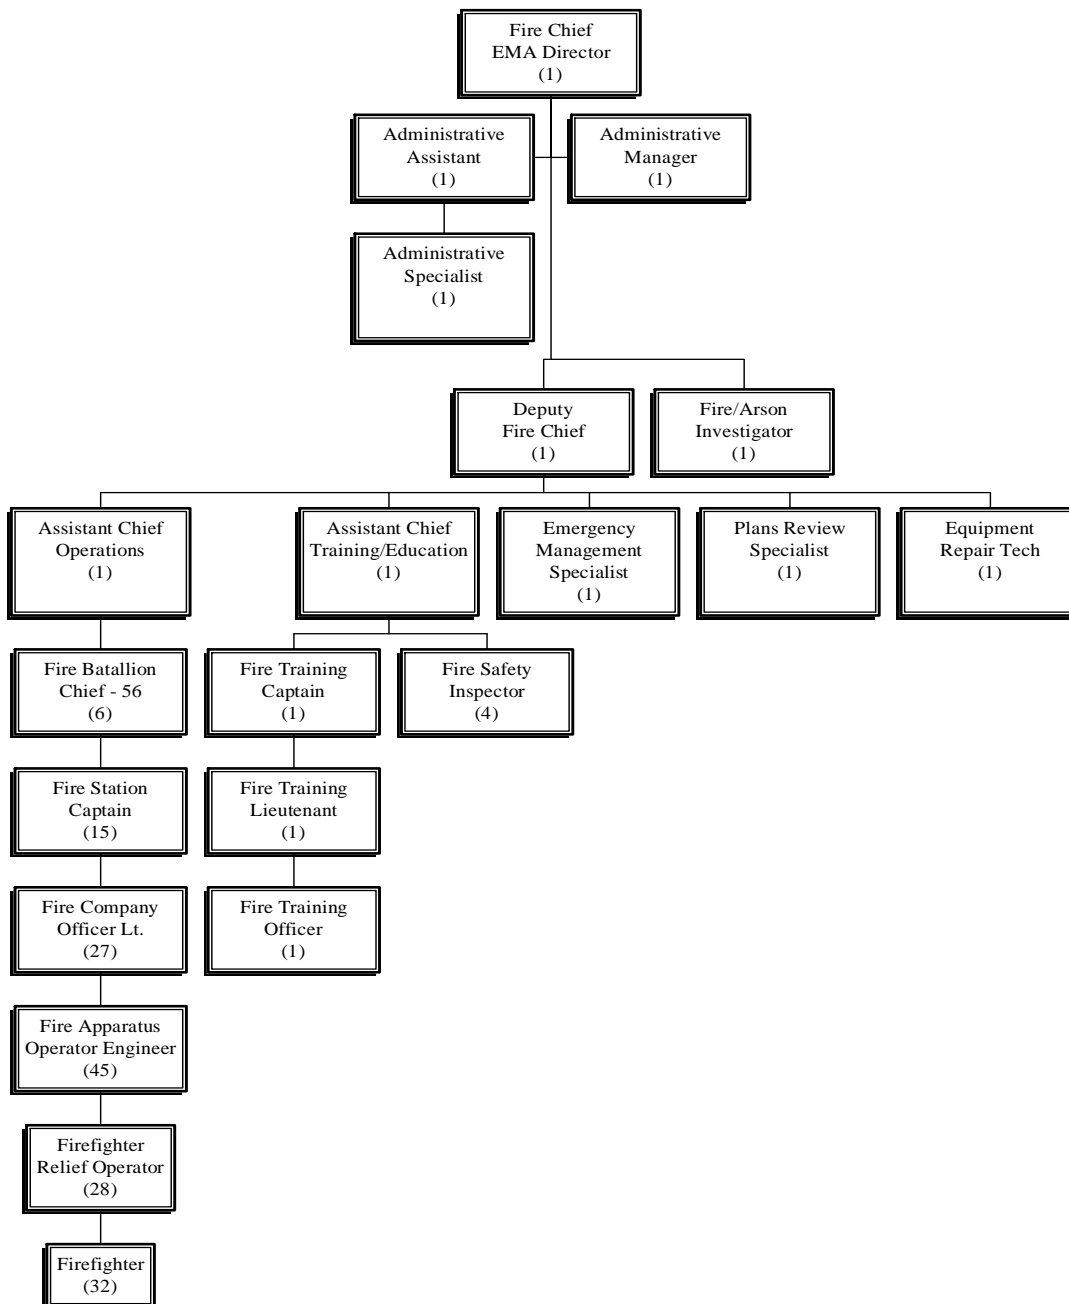 Fire Chief
EMA Director
(1)
Administrative
Assistant
(1)
Administrative
Manager
(1)
Administrative
Specialist
(1)
Deputy
Fire Chief
(1)
Fire/Arson
Investigator
(1)
Assistant Chief
Operations
(1)
Assistant Chief
Training/Education
(1)
Emergency
Management
Specialist
(1)
Plans Review
Specialist
(1)
Equipment
Repair Tech
(1)
Fire Batallion
Chief - 56
(6)
Fire Training
Captain
(1)
Fire Safety
Inspector
(4)
Fire Station
Captain
(15)
Fire Training
Lieutenant
(1)
Fire Company
Officer Lt.
(27)
Fire Training
Officer
(1)
Fire Apparatus
Operator Engineer
(45)
Firefighter
Relief Operator
(28)
Firefighter
(32)